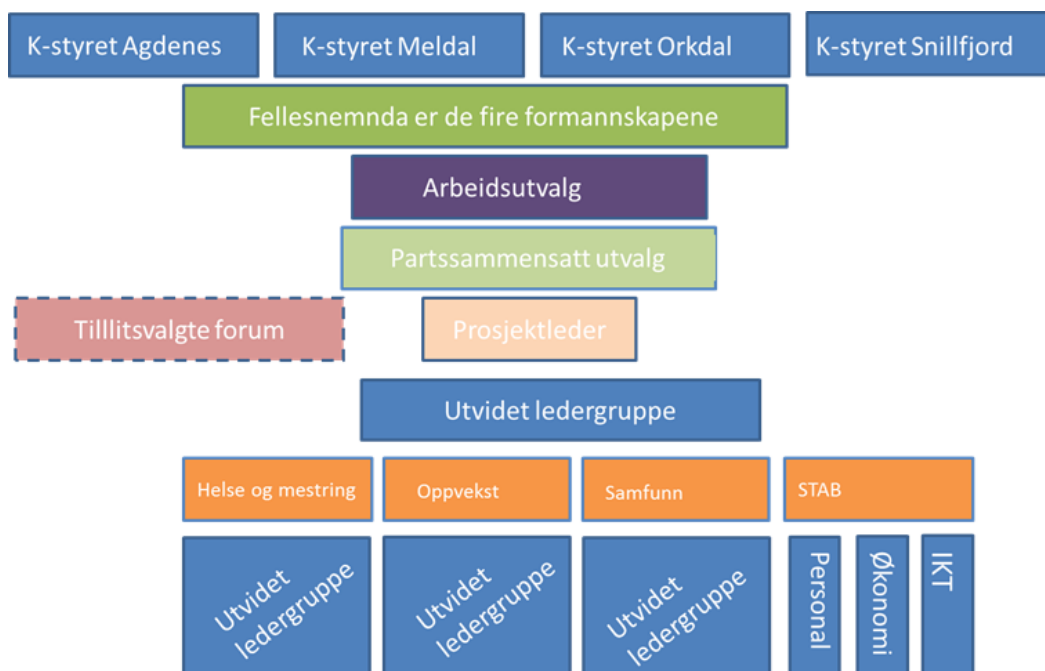 K-styret Agdenes
K-styret Meldal
K-styret Orkdal
K-styret Snillfjord
Fellesnemnda er de fire formannskapene
Arbeidsutvalg
Partssammensatt utvalg
Tilllitsvalgte forum
Prosjektleder
Utvidet ledergruppe
Helse og mestring
Oppvekst
Samfunn
STAB
Utvidet
ledergruppe
Utvidet
ledergruppe
Utvidet
ledergruppe
Personal
Økonomi
IKT